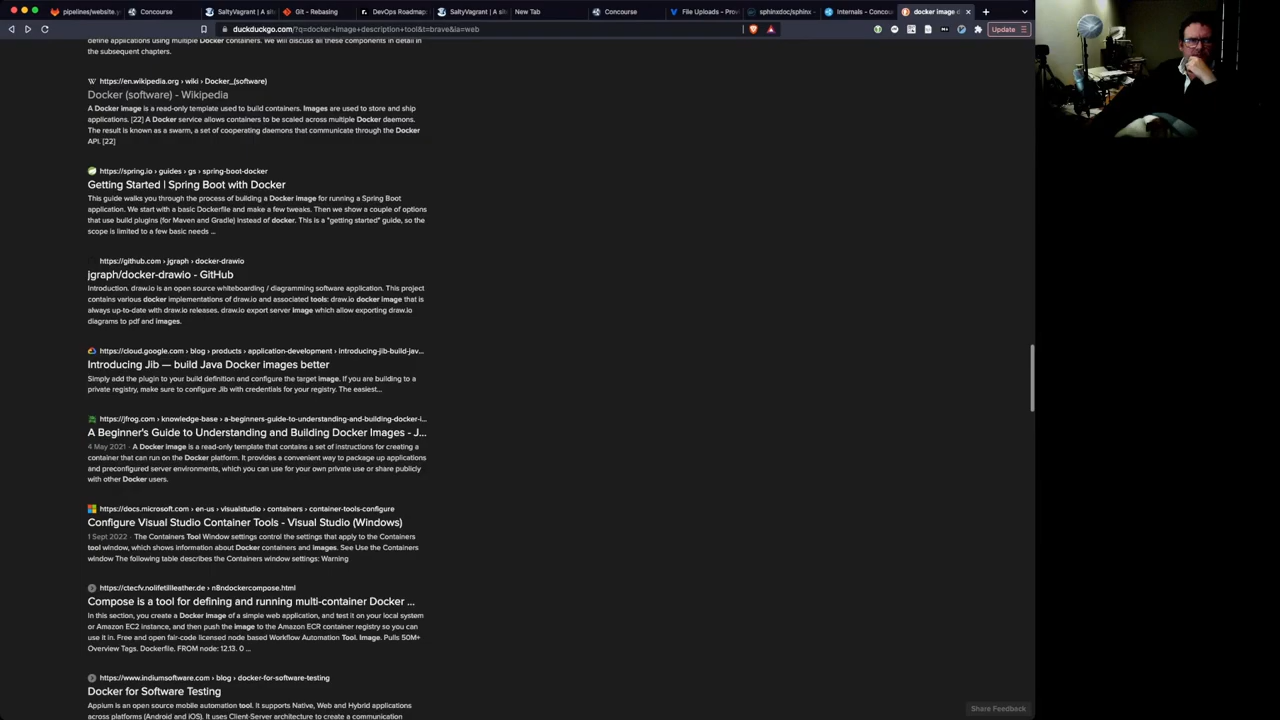 pipelines/website.y
Concourse
SaltyVagrant | A si
Git - Rebasing
DevOps Roadmap
SaltyVagrant | A si
New Tab
Concourse
File Uploads – Prov
sphinxdoc/sphinx -
Internals – Concou
docker image d
duckduckgo.com/?q=docker+image+description+tool&t=brave&ia=web
Update
define applications using multiple Docker containers. We will discuss all these components in detail in
the subsequent chapters.
https://en.wikipedia.org › wiki › Docker_(software)
Docker (software) - Wikipedia
A Docker image is a read-only template used to build containers. Images are used to store and ship
applications. [22] A Docker service allows containers to be scaled across multiple Docker daemons.
The result is known as a swarm, a set of cooperating daemons that communicate through the Docker
API. [22]
https://spring.io › guides › gs › spring-boot-docker
Getting Started | Spring Boot with Docker
This guide walks you through the process of building a Docker image for running a Spring Boot
application. We start with a basic Dockerfile and make a few tweaks. Then we show a couple of options
that use build plugins (for Maven and Gradle) instead of docker. This is a "getting started" guide, so the
scope is limited to a few basic needs ...
https://github.com › jgraph › docker-drawio
jgraph/docker-drawio - GitHub
Introduction. draw.io is an open source whiteboarding / diagramming software application. This project
contains various docker implementations of draw.io and associated tools: draw.io docker image that is
always up-to-date with draw.io releases. draw.io export server image which allow exporting draw.io
diagrams to pdf and images.
https://cloud.google.com › blog › products › application-development › introducing-jib-build-jav...
Introducing Jib — build Java Docker images better
Simply add the plugin to your build definition and configure the target image. If you are building to a
private registry, make sure to configure Jib with credentials for your registry. The easiest...
https://jfrog.com › knowledge-base › a-beginners-guide-to-understanding-and-building-docker-i...
A Beginner's Guide to Understanding and Building Docker Images - J...
4 May 2021 · A Docker image is a read-only template that contains a set of instructions for creating a
container that can run on the Docker platform. It provides a convenient way to package up applications
and preconfigured server environments, which you can use for your own private use or share publicly
with other Docker users.
https://docs.microsoft.com › en-us › visualstudio › containers › container-tools-configure
Configure Visual Studio Container Tools - Visual Studio (Windows)
1 Sept 2022 · The Containers Tool Window settings control the settings that apply to the Containers
tool window, which shows information about Docker containers and images. See Use the Containers
window The following table describes the Containers window settings: Warning
https://ctecfv.nolifetillleather.de › n8ndockercompose.html
Compose is a tool for defining and running multi-container Docker ...
In this section, you create a Docker image of a simple web application, and test it on your local system
or Amazon EC2 instance, and then push the image to the Amazon ECR container registry so you can
use it in. Free and open fair-code licensed node based Workflow Automation Tool. Image. Pulls 50M+
Overview Tags. Dockerfile. FROM node: 12.13. 0 ...
https://www.indiumsoftware.com › blog › docker-for-software-testing
Docker for Software Testing
Appium is an open source mobile automation tool. It supports Native, Web and Hybrid applications
across platforms (Android and iOS). It uses Client-Server architecture to create a communication
Share Feedback